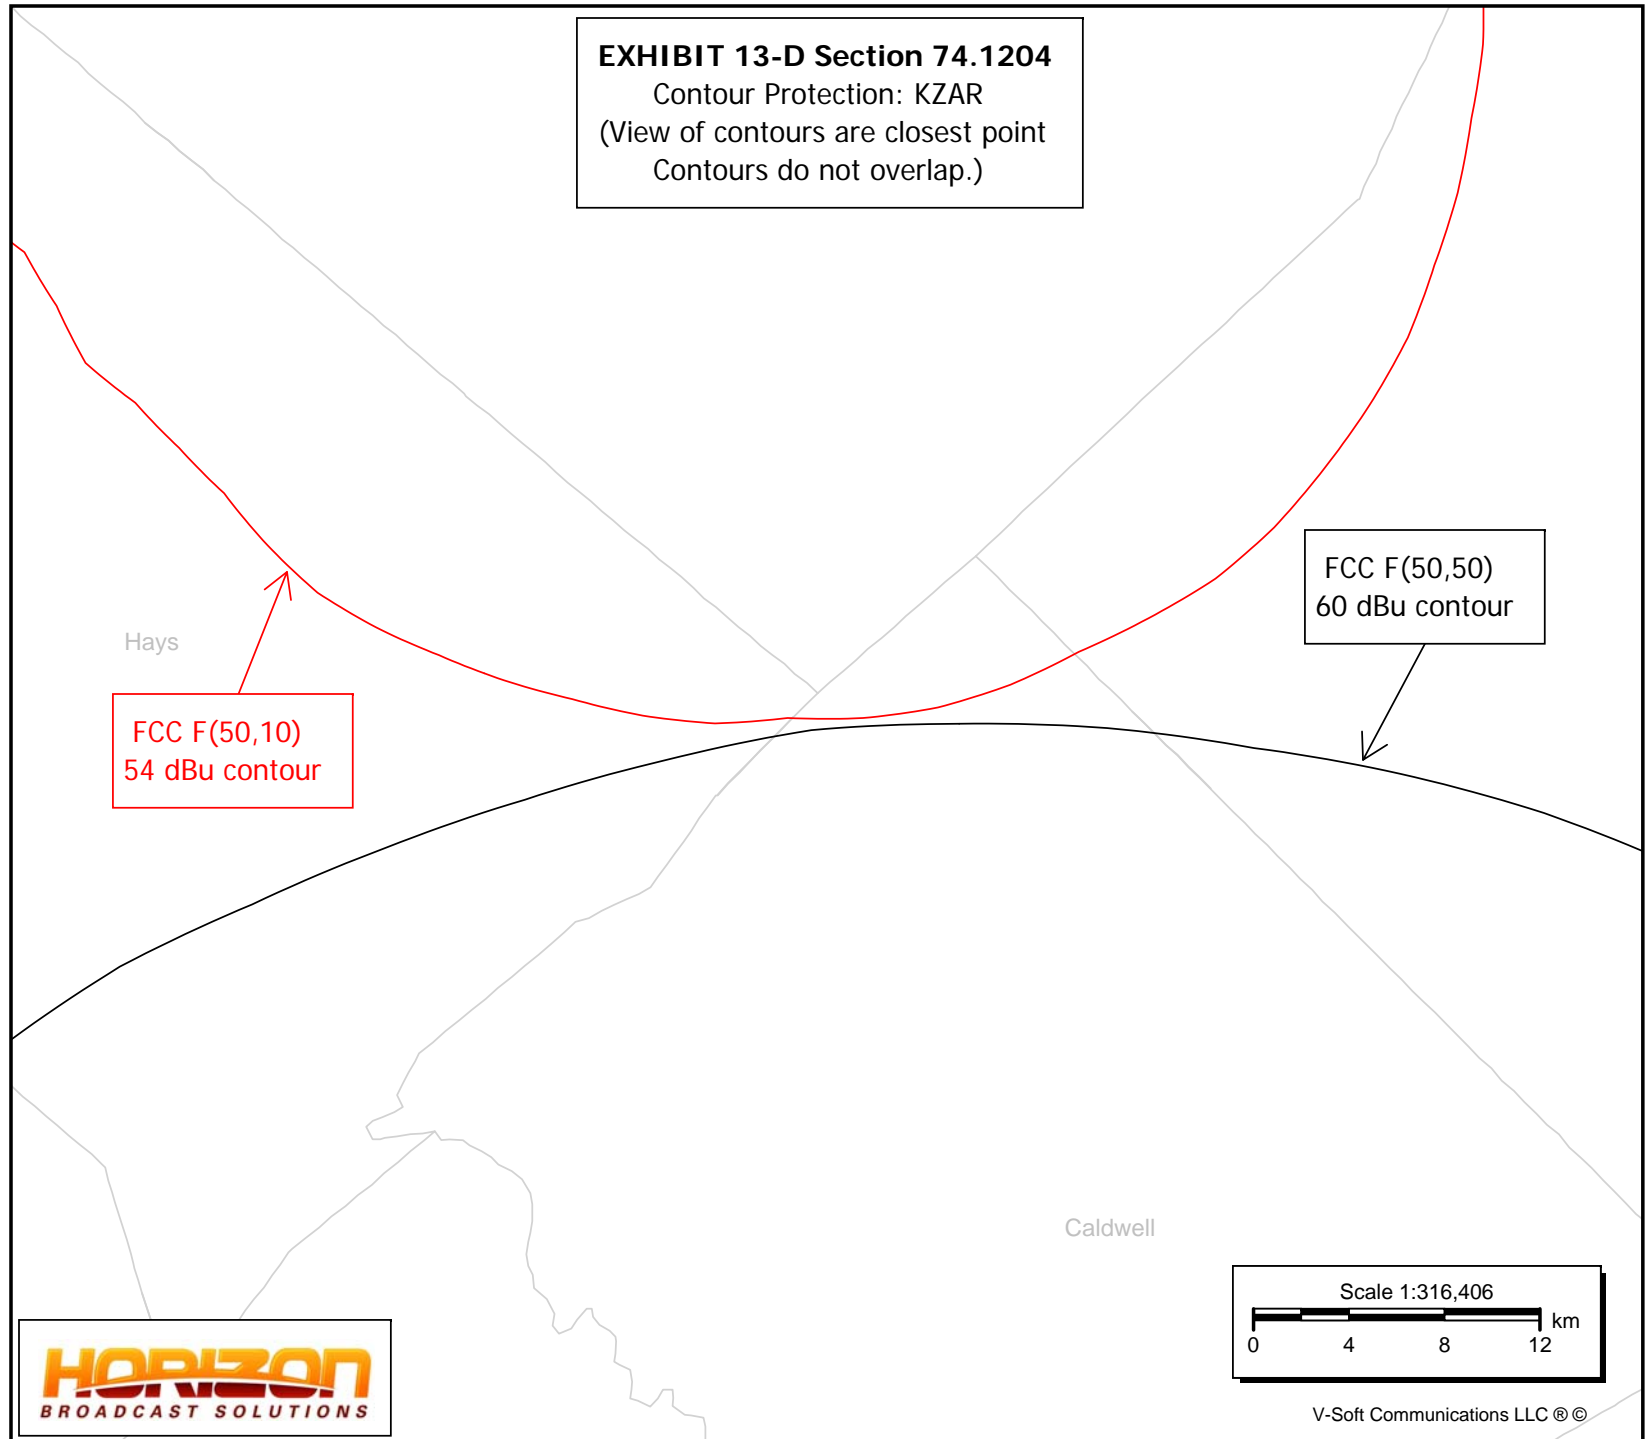 EXHIBIT 13-D Section 74.1204
Contour Protection: KZAR
(View of contours are closest point
Contours do not overlap.)
FCC F(50,50)
60 dBu contour
Hays
FCC F(50,10)
54 dBu contour
Caldwell
Scale 1:316,406
km
0 4 8 12
HORIZON
BROADCAST SOLUTIONS
V-Soft Communications LLC ® ©